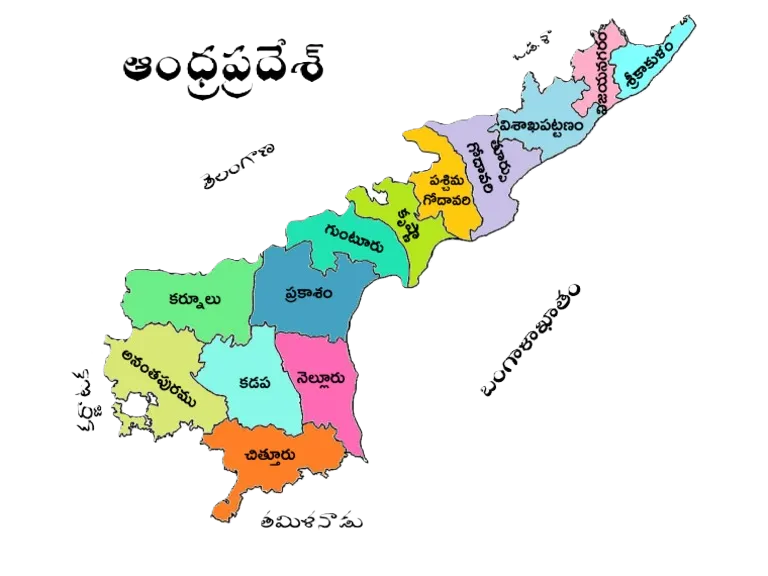 ఆంధ్రప్రదేశ్
ఒడిశా
విజయనగరం
శ్రీకాకుళం
విశాఖపట్టణం
తెలంగాణ
తూర్పు
గోదావరి
పశ్చిమ
గోదావరి
కృష్ణ
గుంటూరు
కర్నూలు
ప్రకాశం
బంగాళాఖాతం
అనంతపురము
కడప
నెల్లూరు
కర్ణాటక
చిత్తూరు
తమిళనాడు